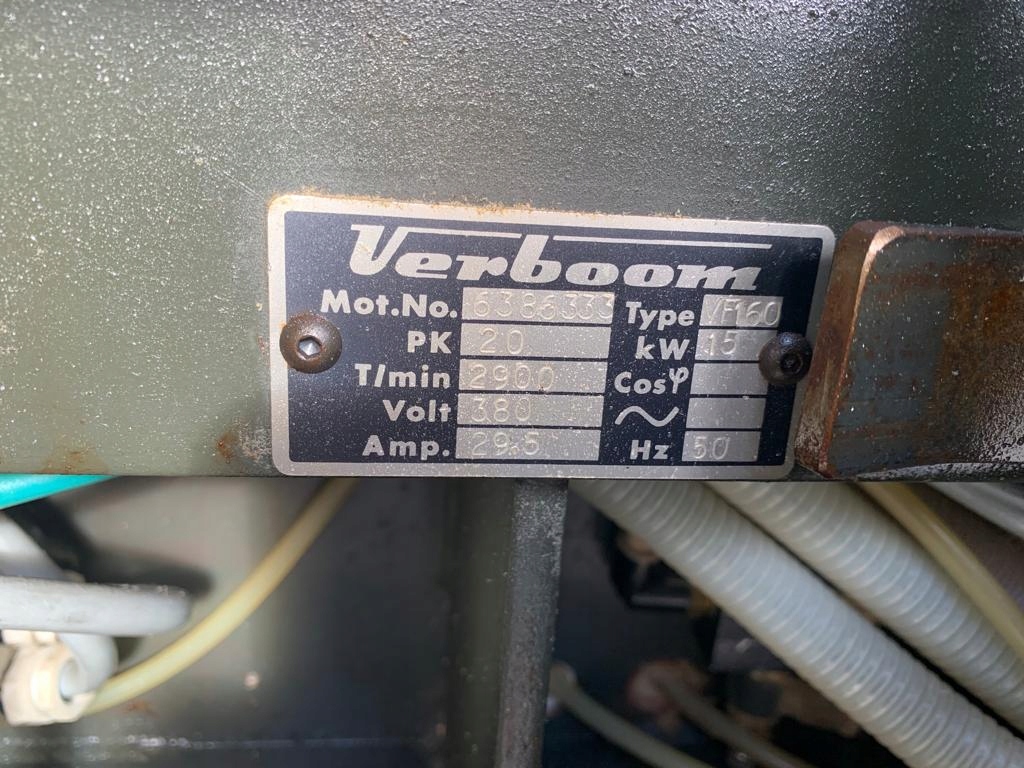 Verboom
Mot.No. 6386333 Type VF160
PK 20 kW 15
T/min 2900 Cosφ
Volt 380 ~
Amp. 29.5 Hz 50